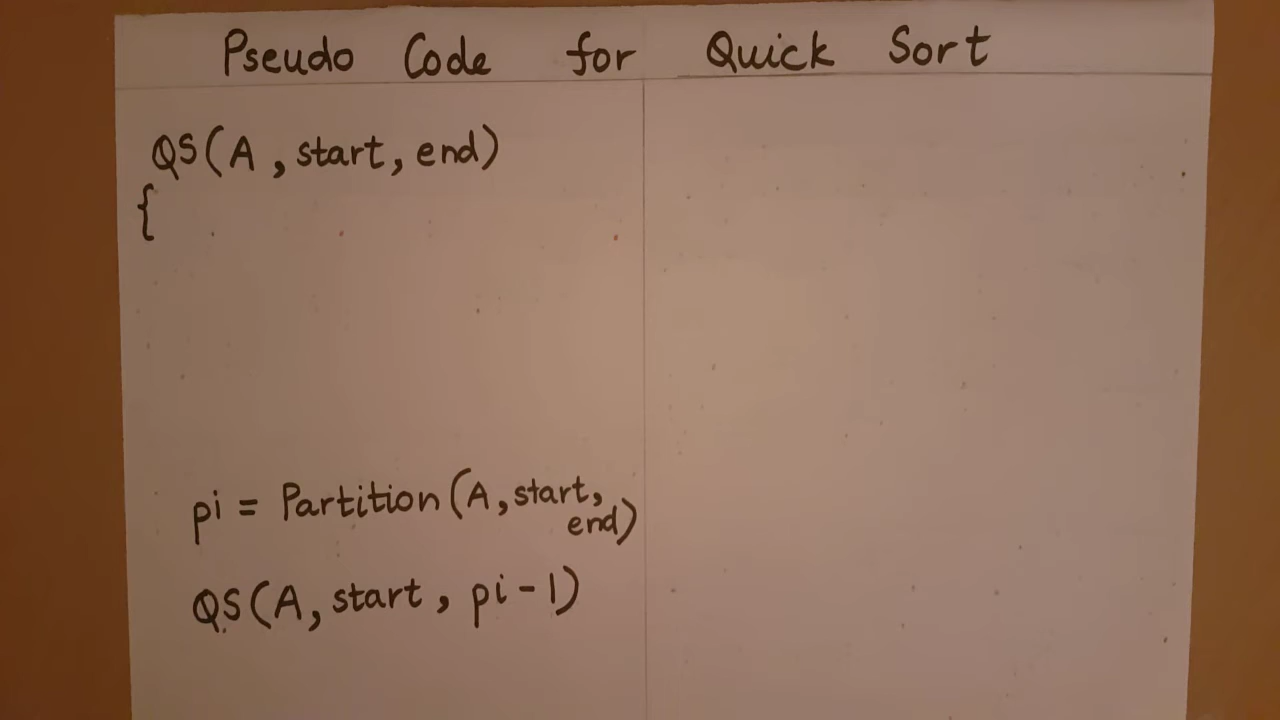 Pseudo Code for Quick Sort
QS(A, start, end)
{
pi = Partition(A, start,
end)
QS(A, start, pi-1)